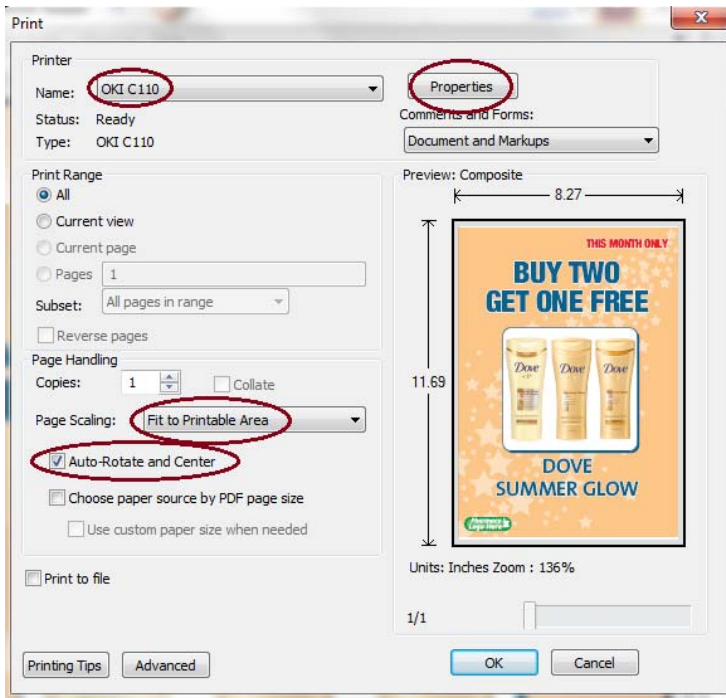 Print
Printer
Name: OKI C110
Properties
Status: Ready
Comments and Forms:
Type: OKI C110
Document and Markups
Print Range
All
Current view
Current page
Pages 1
Subset: All pages in range
Reverse pages
Page Handling
Copies: 1 Collate
Page Scaling: Fit to Printable Area
Auto-Rotate and Center
Choose paper source by PDF page size
Use custom paper size when needed
Print to file
Preview: Composite
8.27
11.69
THIS MONTH ONLY
BUY TWO
GET ONE FREE
Dove Dove Dove
DOVE
SUMMER GLOW
Pharmacy
Logo Here
Units: Inches Zoom : 136%
1/1
Printing Tips Advanced OK Cancel